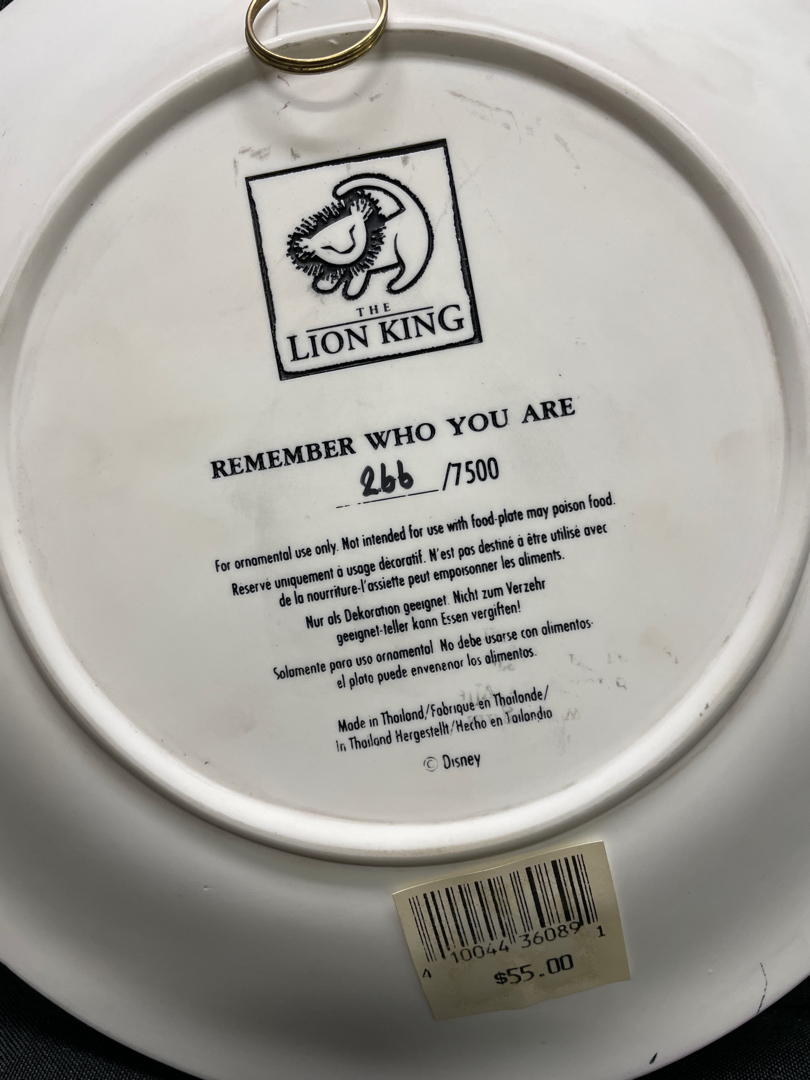 THE
LION KING
REMEMBER WHO YOU ARE
266/7500
For ornamental use only. Not intended for use with food-plate may poison food.
Réservé uniquement à usage décoratif. N'est pas destiné à être utilisé avec
de la nourriture-l'assiette peut empoisonner les aliments.
Nur als Dekoration geeignet. Nicht zum Verzehr
geeignet-teller kann Essen vergiften!
Solamente para uso ornamental. No debe usarse con alimentos-
el plato puede envenenar los alimentos.
Made in Thailand/Fabriqué en Thailande/
In Thailand Hergestellt/Hecho en Tailandia
© Disney
4 10044 36089 1
$55.00